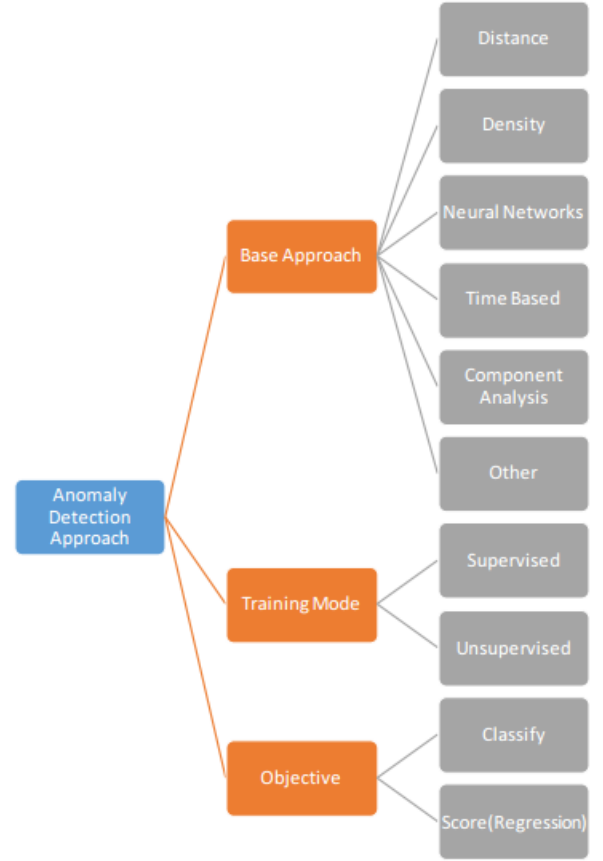 Distance
Density
Neural Networks
Base Approach
Time Based
Component
Analysis
Other
Anomaly
Detection
Approach
Supervised
Training Mode
Unsupervised
Classify
Objective
Score(Regression)